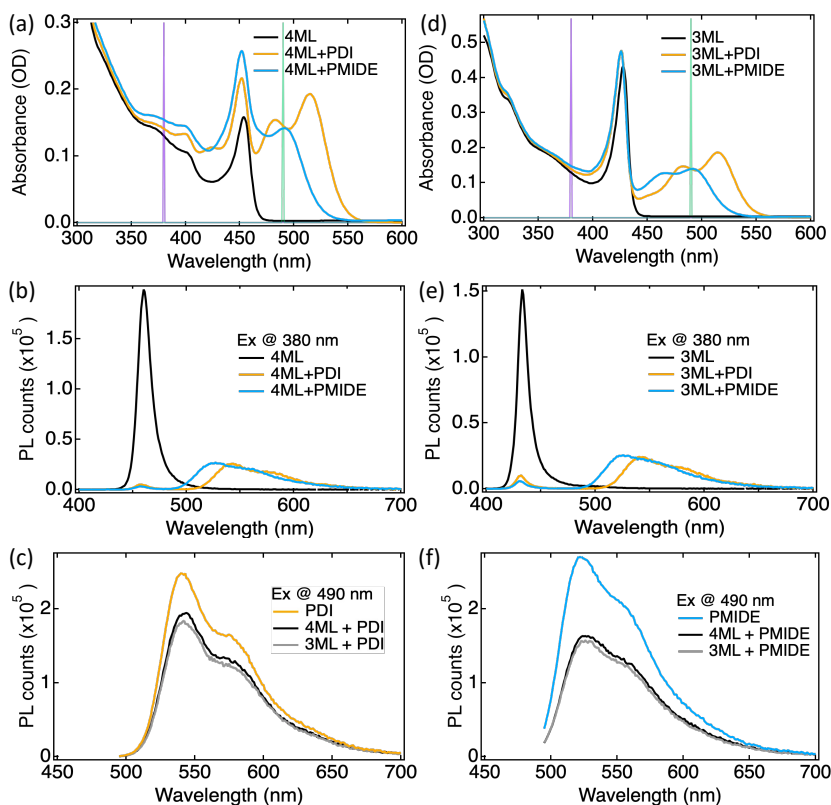 (a)
0.3
0.2
0.1
0.0
Absorbance (OD)
4ML
4ML+PDI
4ML+PMIDE
300 350 400 450 500 550 600
Wavelength (nm)
(d)
0.5
0.4
0.3
0.2
0.1
0.0
Absorbance (OD)
3ML
3ML+PDI
3ML+PMIDE
300 350 400 450 500 550 600
Wavelength (nm)
(b)
1.5
1.0
0.5
0.0
PL counts (x10⁵)
Ex @ 380 nm
4ML
4ML+PDI
4ML+PMIDE
400 500 600 700
Wavelength (nm)
(e)
1.5
1.0
0.5
0.0
PL counts (x10⁵)
Ex @ 380 nm
3ML
3ML+PDI
3ML+PMIDE
400 500 600 700
Wavelength (nm)
(c)
2
1
0
PL counts (x10⁵)
Ex @ 490 nm
PDI
4ML + PDI
3ML + PDI
450 500 550 600 650 700
Wavelength (nm)
(f)
2
1
0
PL counts (x10⁵)
Ex @ 490 nm
PMIDE
4ML + PMIDE
3ML + PMIDE
450 500 550 600 650 700
Wavelength (nm)